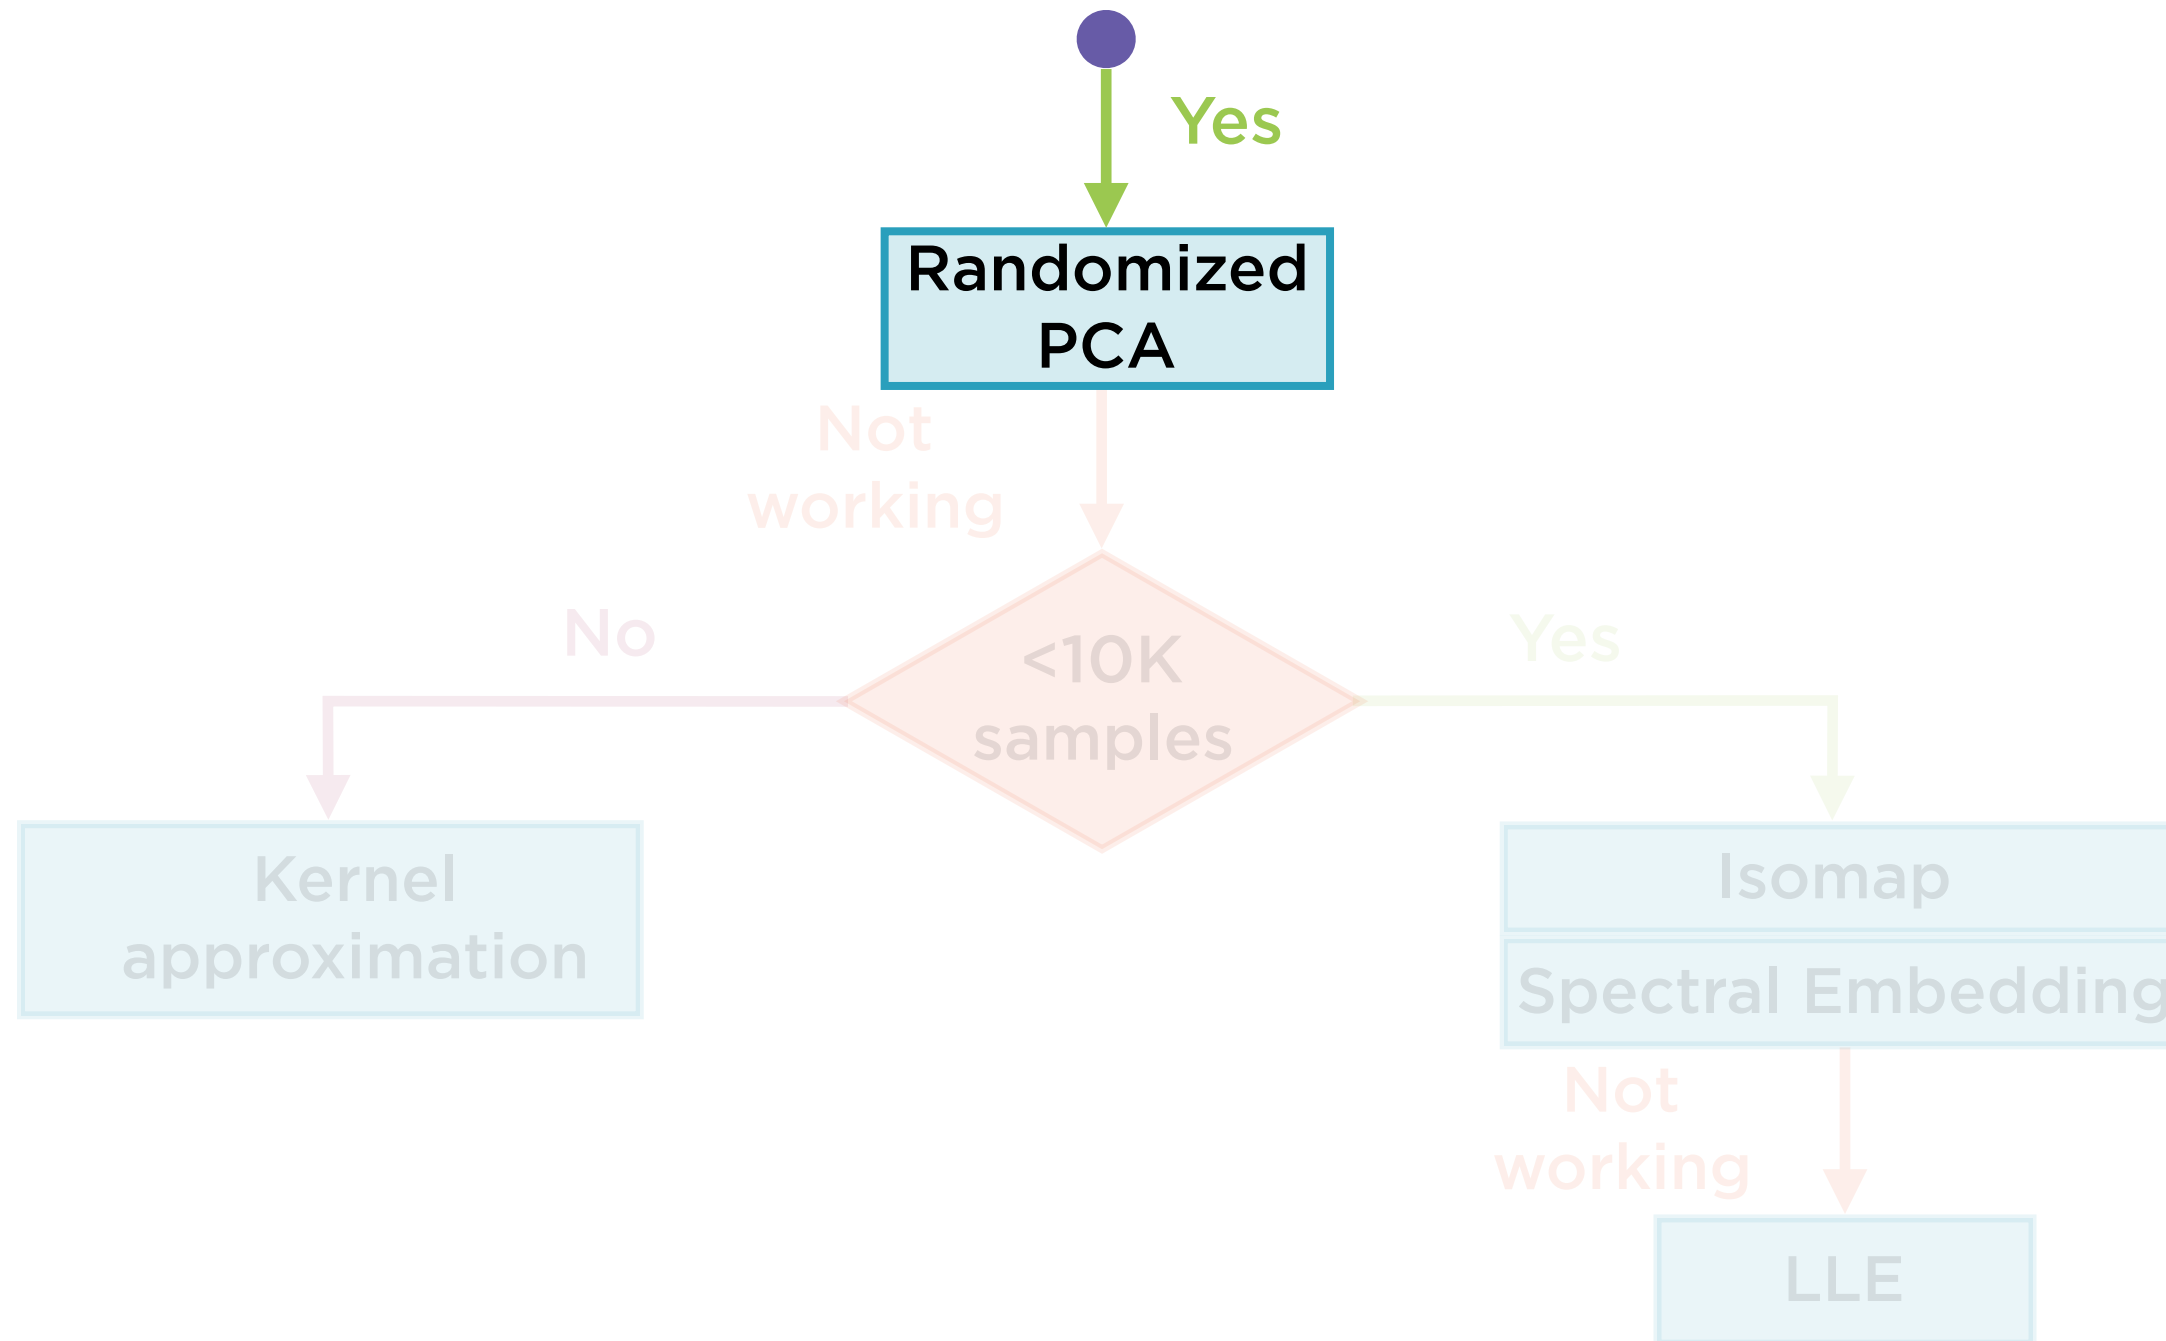 Yes
Randomized
PCA
Not
working
No
<10K
samples
Yes
Kernel
approximation
Isomap
Spectral Embedding
Not
working
LLE